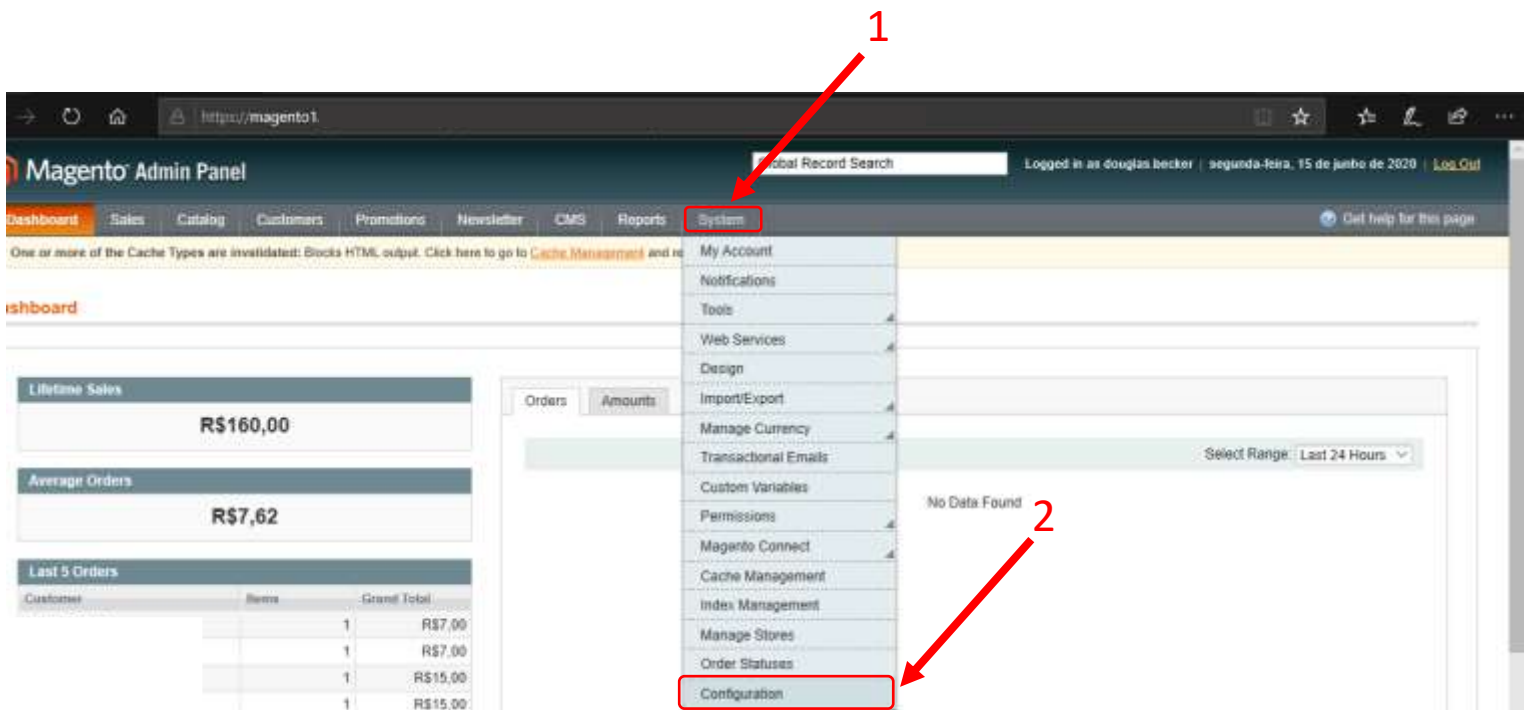 1
https://magento1.
Magento Admin Panel
Global Record Search
Logged in as douglas.becker | segunda-feira, 15 de junho de 2020 | Log Out
Dashboard Sales Catalog Customers Promotions Newsletter CMS Reports System
Get help for this page
One or more of the Cache Types are invalidated: Blocks HTML output. Click here to go to Cache Management and re
My Account
Notifications
Tools
Web Services
Design
Import/Export
Manage Currency
Transactional Emails
Custom Variables
Permissions
Magento Connect
Cache Management
Index Management
Manage Stores
Order Statuses
Configuration
shboard
Lifetime Sales
R$160,00
Average Orders
R$7,62
Last 5 Orders
Customer Items Grand Total
1 R$7,00
1 R$7,00
1 R$15,00
1 R$15,00
Orders Amounts
Select Range: Last 24 Hours
No Data Found
2